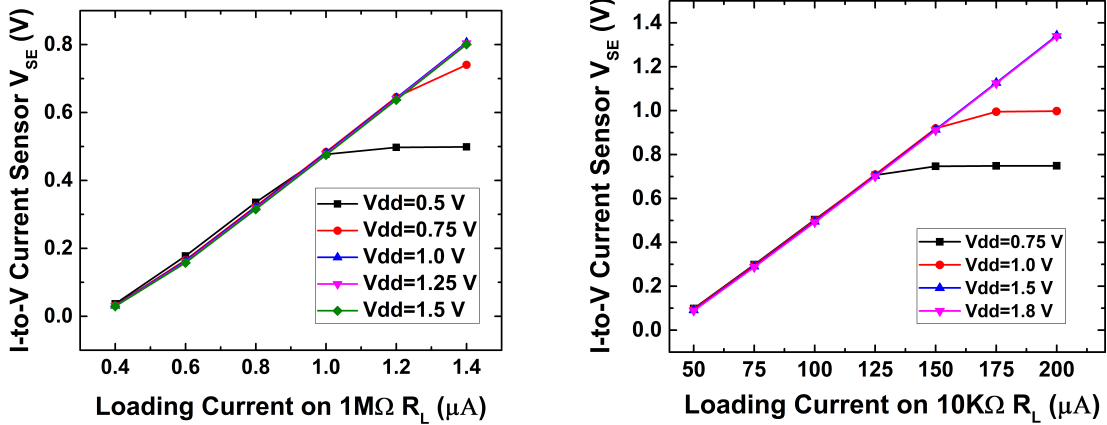 I-to-V Current Sensor V_SE (V)
0.8
0.6
0.4
0.2
0.0
Vdd=0.5 V
Vdd=0.75 V
Vdd=1.0 V
Vdd=1.25 V
Vdd=1.5 V
0.4 0.6 0.8 1.0 1.2 1.4
Loading Current on 1MΩ R_L (μA)
I-to-V Current Sensor V_SE (V)
1.4
1.2
1.0
0.8
0.6
0.4
0.2
0.0
Vdd=0.75 V
Vdd=1.0 V
Vdd=1.5 V
Vdd=1.8 V
50 75 100 125 150 175 200
Loading Current on 10KΩ R_L (μA)